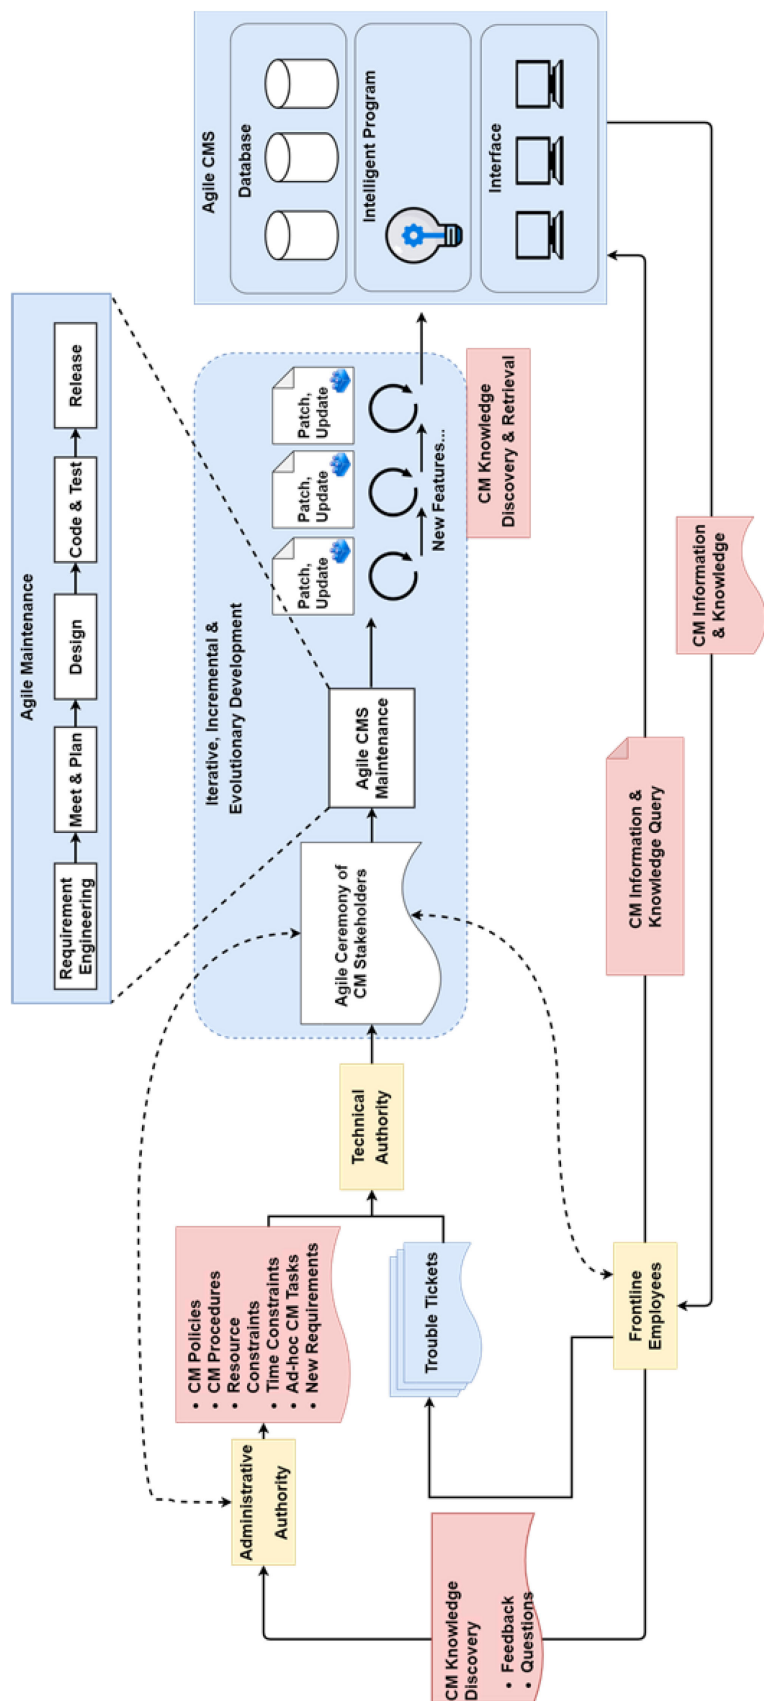 Agile Maintenance
Requirement
Engineering
Meet & Plan
Design
Code & Test
Release
Iterative, Incremental &
Evolutionary Development
Agile Ceremony of
CM Stakeholders
Agile CMS
Maintenance
Patch,
Update
Patch,
Update
Patch,
Update
New Features...
CM Knowledge
Discovery & Retrieval
Agile CMS
Database
Intelligent Program
Interface
Administrative
Authority
• CM Policies
• CM Procedures
• Resource
Constraints
• Time Constraints
• Ad-hoc CM Tasks
• New Requirements
Trouble Tickets
Technical
Authority
CM Knowledge
Discovery
• Feedback
• Questions
Frontline
Employees
CM Information &
Knowledge Query
CM Information
& Knowledge